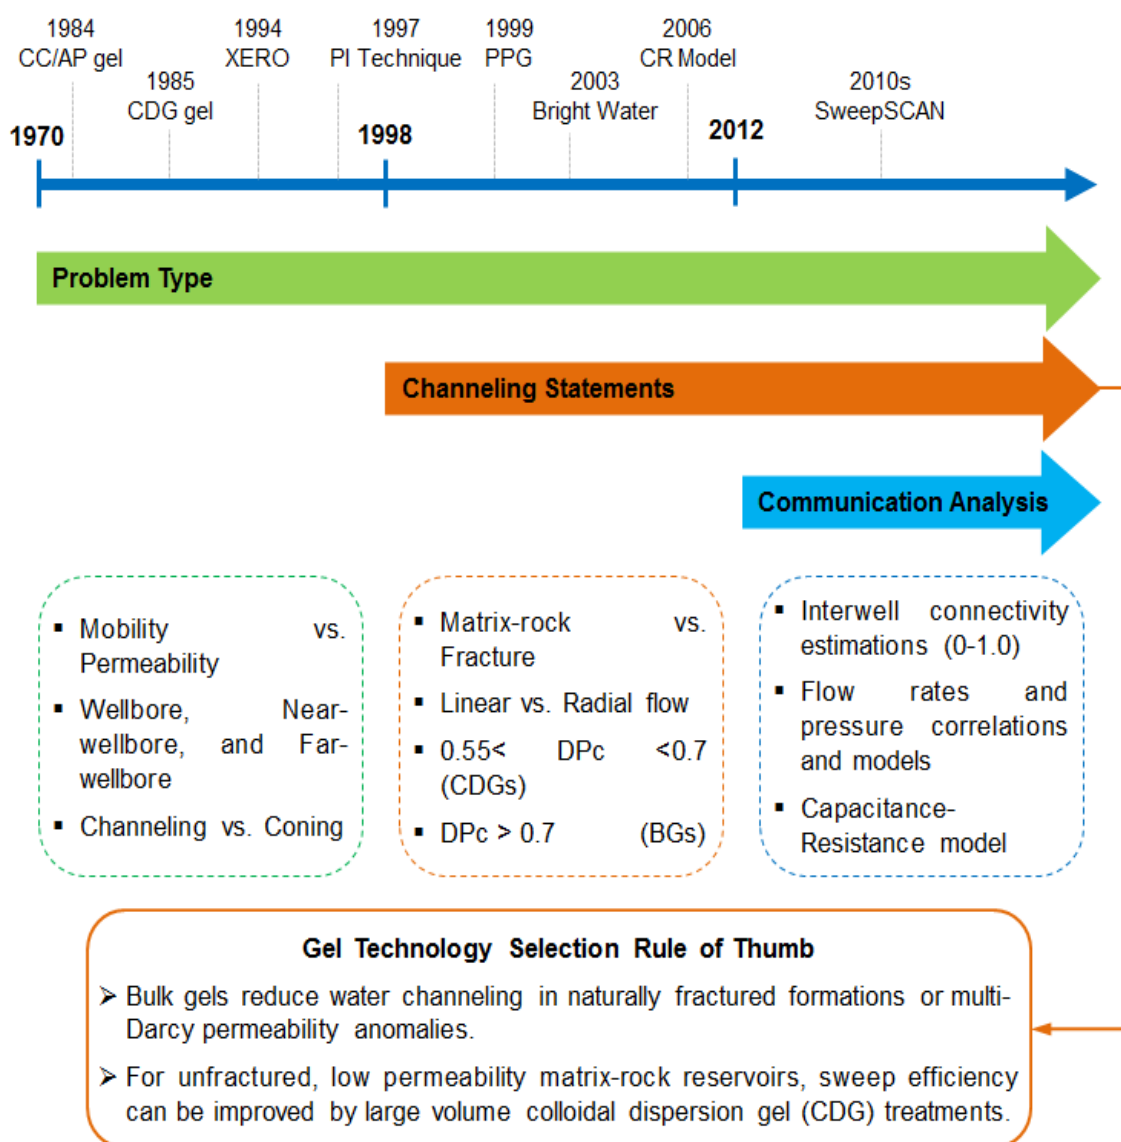 1984
CC/AP gel
1985
CDG gel
1994
XERO
1997
PI Technique
1999
PPG
2003
Bright Water
2006
CR Model
2010s
SweepSCAN
1970
1998
2012
Problem Type
Channeling Statements
Communication Analysis
▪ Mobility vs.
Permeability
▪ Wellbore, Near-
wellbore, and Far-
wellbore
▪ Channeling vs. Coning
▪ Matrix-rock vs.
Fracture
▪ Linear vs. Radial flow
▪ 0.55< DPc <0.7
(CDGs)
▪ DPc > 0.7 (BGs)
▪ Interwell connectivity
estimations (0-1.0)
▪ Flow rates and
pressure correlations
and models
▪ Capacitance-
Resistance model
Gel Technology Selection Rule of Thumb
➢ Bulk gels reduce water channeling in naturally fractured formations or multi-
Darcy permeability anomalies.
➢ For unfractured, low permeability matrix-rock reservoirs, sweep efficiency
can be improved by large volume colloidal dispersion gel (CDG) treatments.